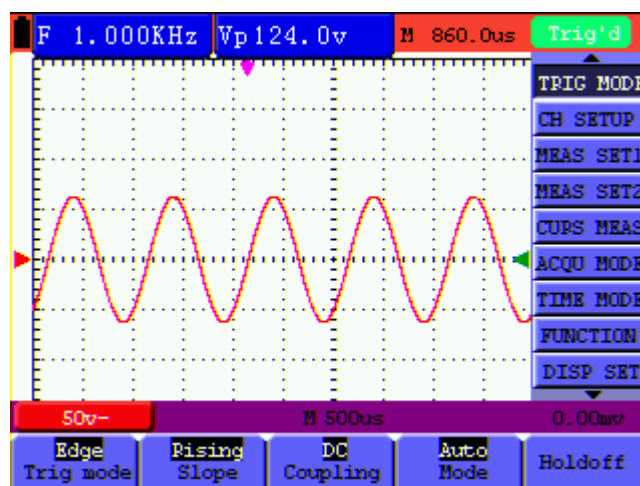 F 1.000KHz Vp124.0v M 860.0us Trig'd
TRIG MODE
CH SETUP
MEAS SET1
MEAS SET2
CUPS MEAS
ACQU MODE
TIME MODE
FUNCTION
DISP SET
50v- M 500us 0.00mv
Edge Rising DC Auto
Trig mode Slope Coupling Mode Holdoff